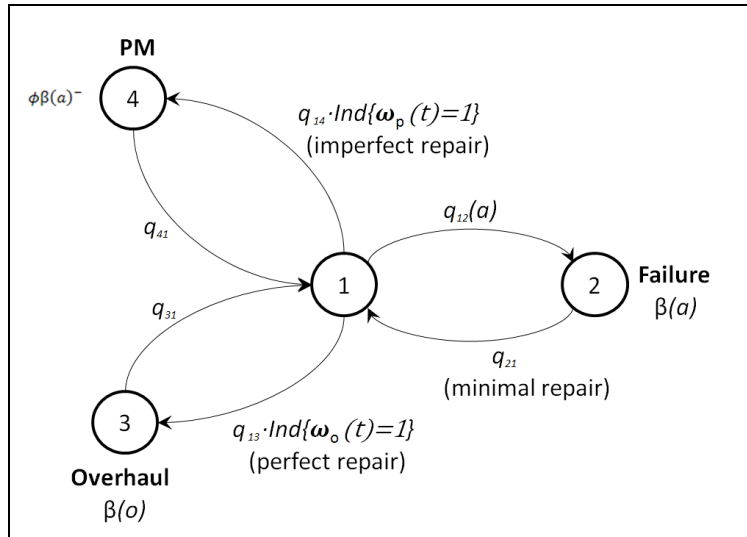 PM
ϕβ(a)⁻
4
q₁₄·Ind{ωₚ(t)=1}
(imperfect repair)
q₄₁
q₁₂(a)
q₃₁
1
2
Failure
β(a)
q₂₁
(minimal repair)
3
q₁₃·Ind{ωₒ(t)=1}
(perfect repair)
Overhaul
β(o)